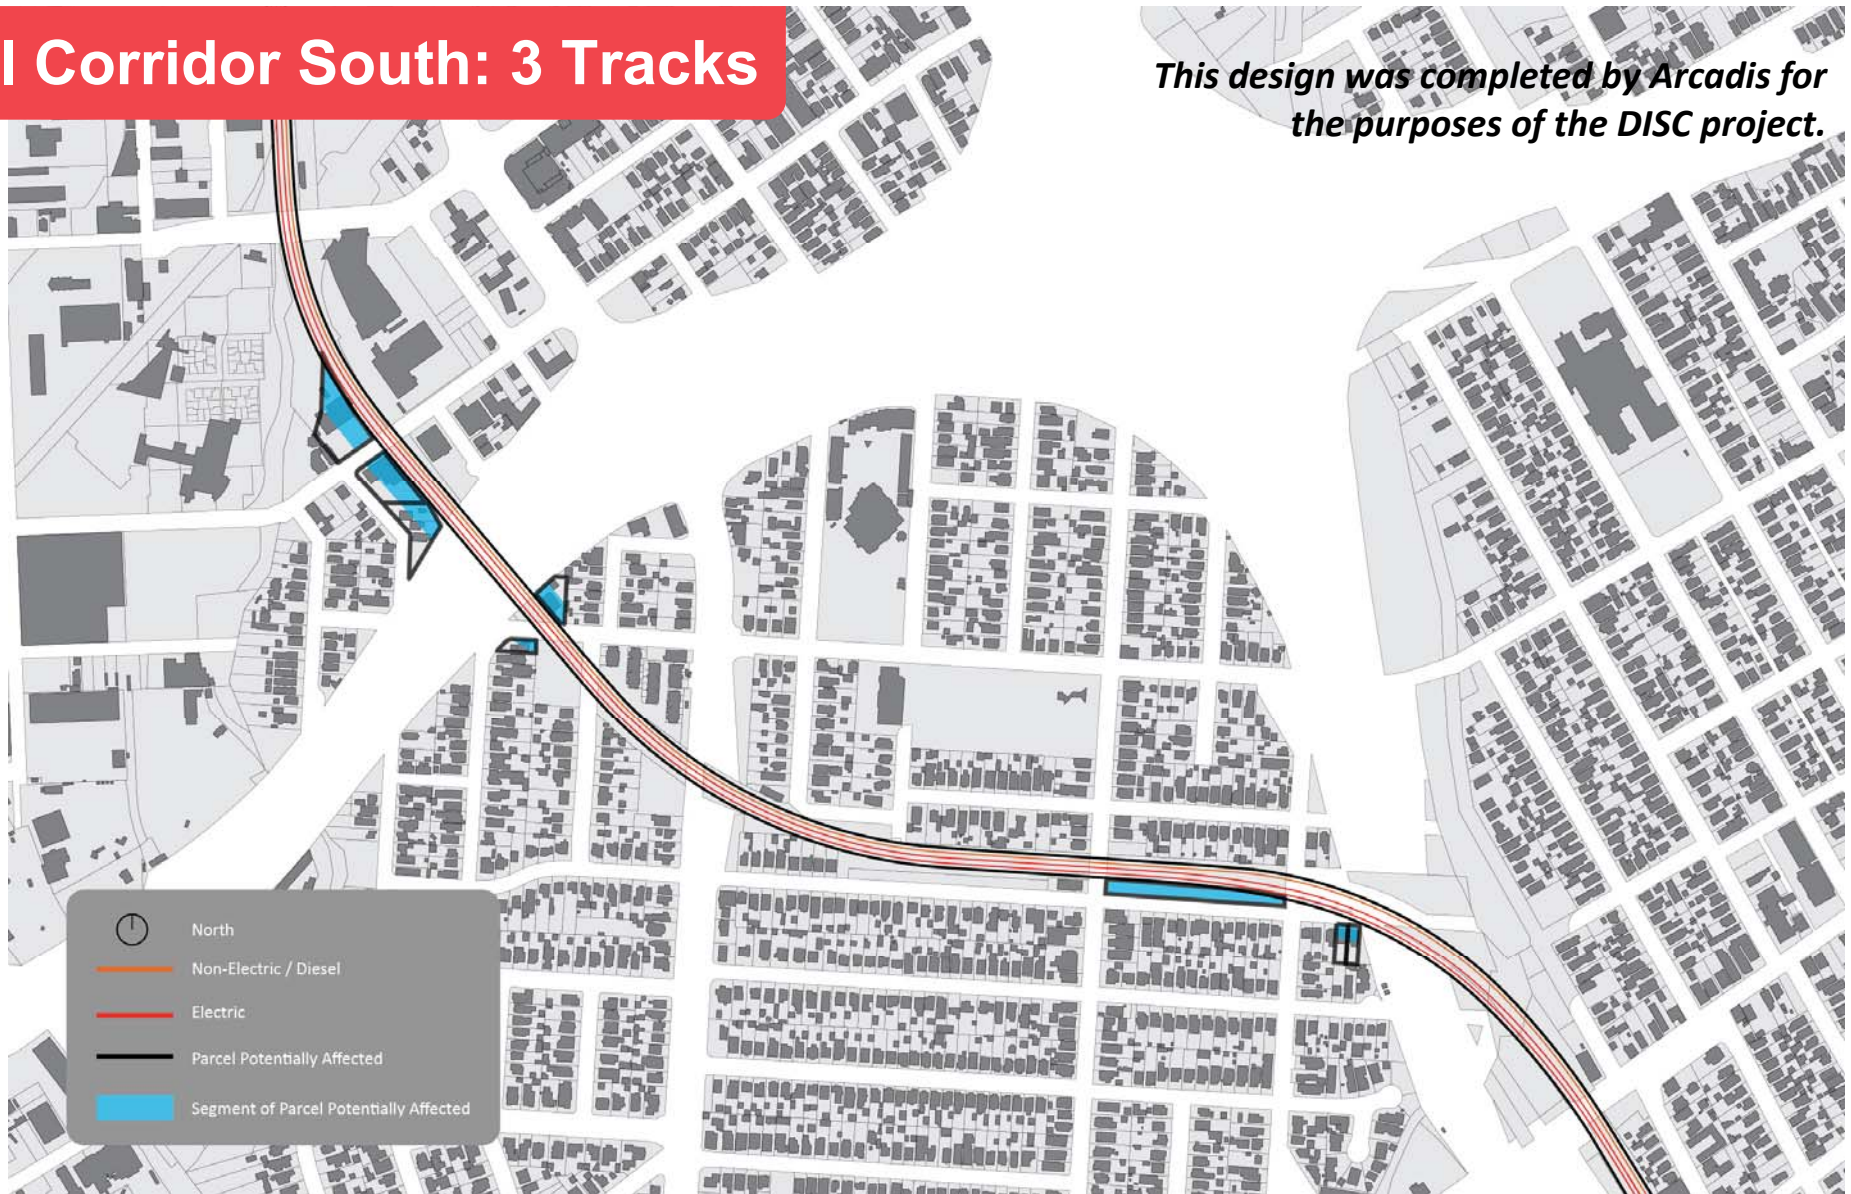 l Corridor South: 3 Tracks
This design was completed by Arcadis for
the purposes of the DISC project.
North
Non-Electric / Diesel
Electric
Parcel Potentially Affected
Segment of Parcel Potentially Affected